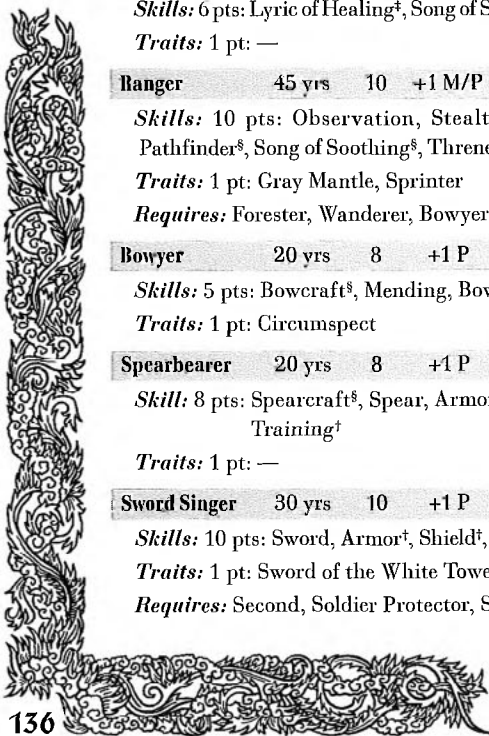 Skills: 6 pts: Lyric of Healing‡, Song of S
Traits: 1 pt: —
Ranger 45 yrs 10 +1 M/P
Skills: 10 pts: Observation, Stealt
Pathfinder§, Song of Soothing§, Threne
Traits: 1 pt: Gray Mantle, Sprinter
Requires: Forester, Wanderer, Bowyer
Bowyer 20 yrs 8 +1 P
Skills: 5 pts: Bowcraft§, Mending, Bow
Traits: 1 pt: Circumspect
Spearbearer 20 yrs 8 +1 P
Skill: 8 pts: Spearcraft§, Spear, Armor
Training†
Traits: 1 pt: —
Sword Singer 30 yrs 10 +1 P
Skills: 10 pts: Sword, Armor†, Shield†,
Traits: 1 pt: Sword of the White Towe
Requires: Second, Soldier Protector, S
136